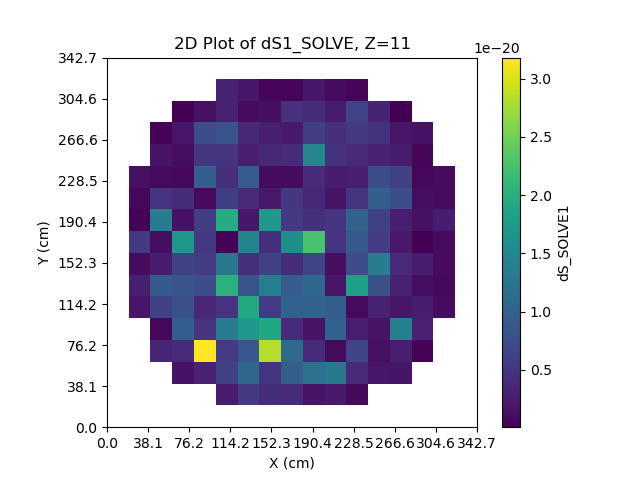 2D Plot of dS1_SOLVE, Z=11
1e−20
342.7
304.6
266.6
228.5
190.4
152.3
114.2
76.2
38.1
0.0
Y (cm)
0.0 38.1 76.2 114.2 152.3 190.4 228.5 266.6 304.6 342.7
X (cm)
3.0
2.5
2.0
1.5
1.0
0.5
dS_SOLVE1